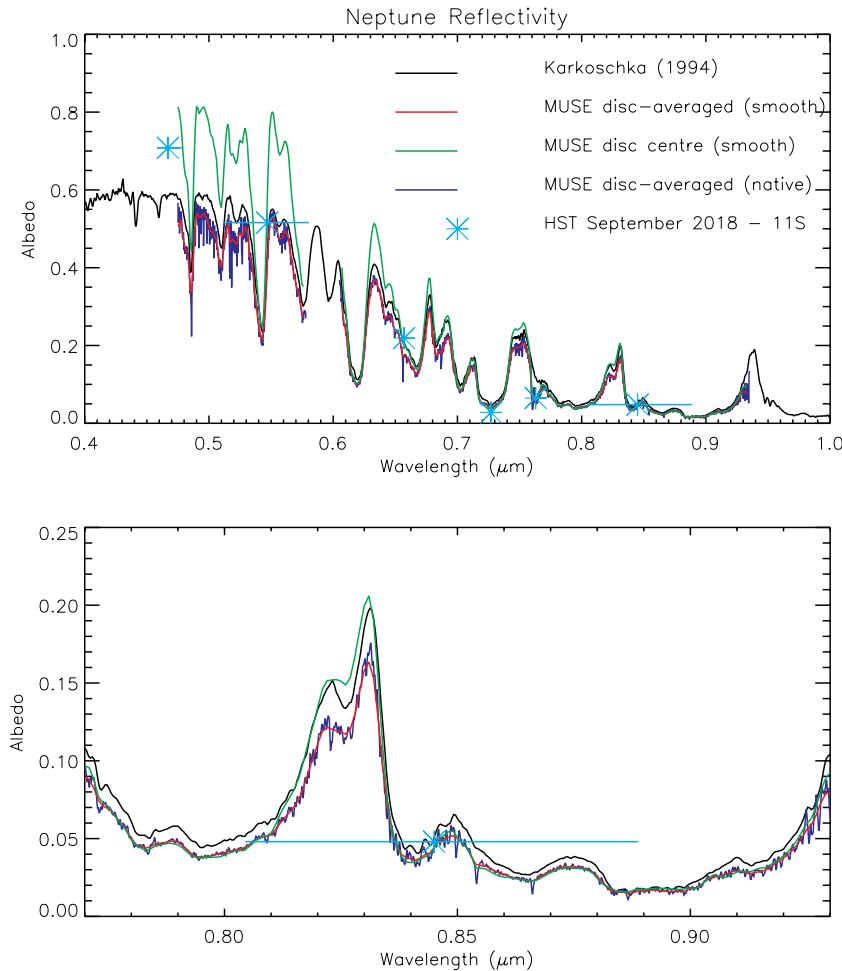 Neptune Reflectivity
1.0
0.8
0.6
0.4
0.2
0.0
Albedo
Karkoschka (1994)
MUSE disc-averaged (smooth)
MUSE disc centre (smooth)
MUSE disc-averaged (native)
HST September 2018 – 11S
0.4 0.5 0.6 0.7 0.8 0.9 1.0
Wavelength (μm)
0.25
0.20
0.15
0.10
0.05
0.00
Albedo
0.80 0.85 0.90
Wavelength (μm)